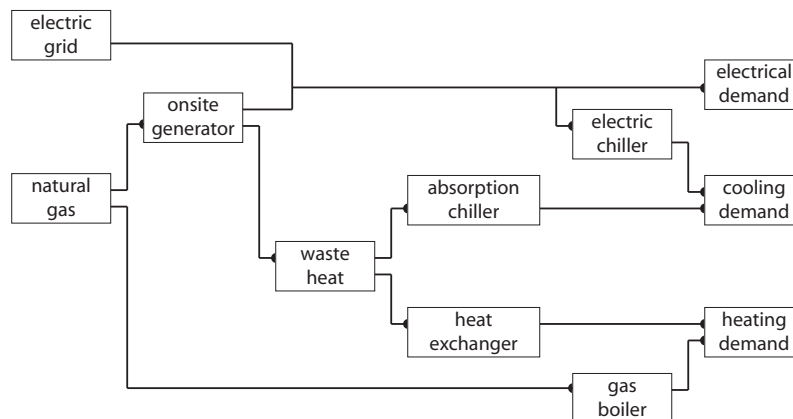 electric
grid
onsite
generator
electrical
demand
electric
chiller
natural
gas
absorption
chiller
cooling
demand
waste
heat
heat
exchanger
heating
demand
gas
boiler